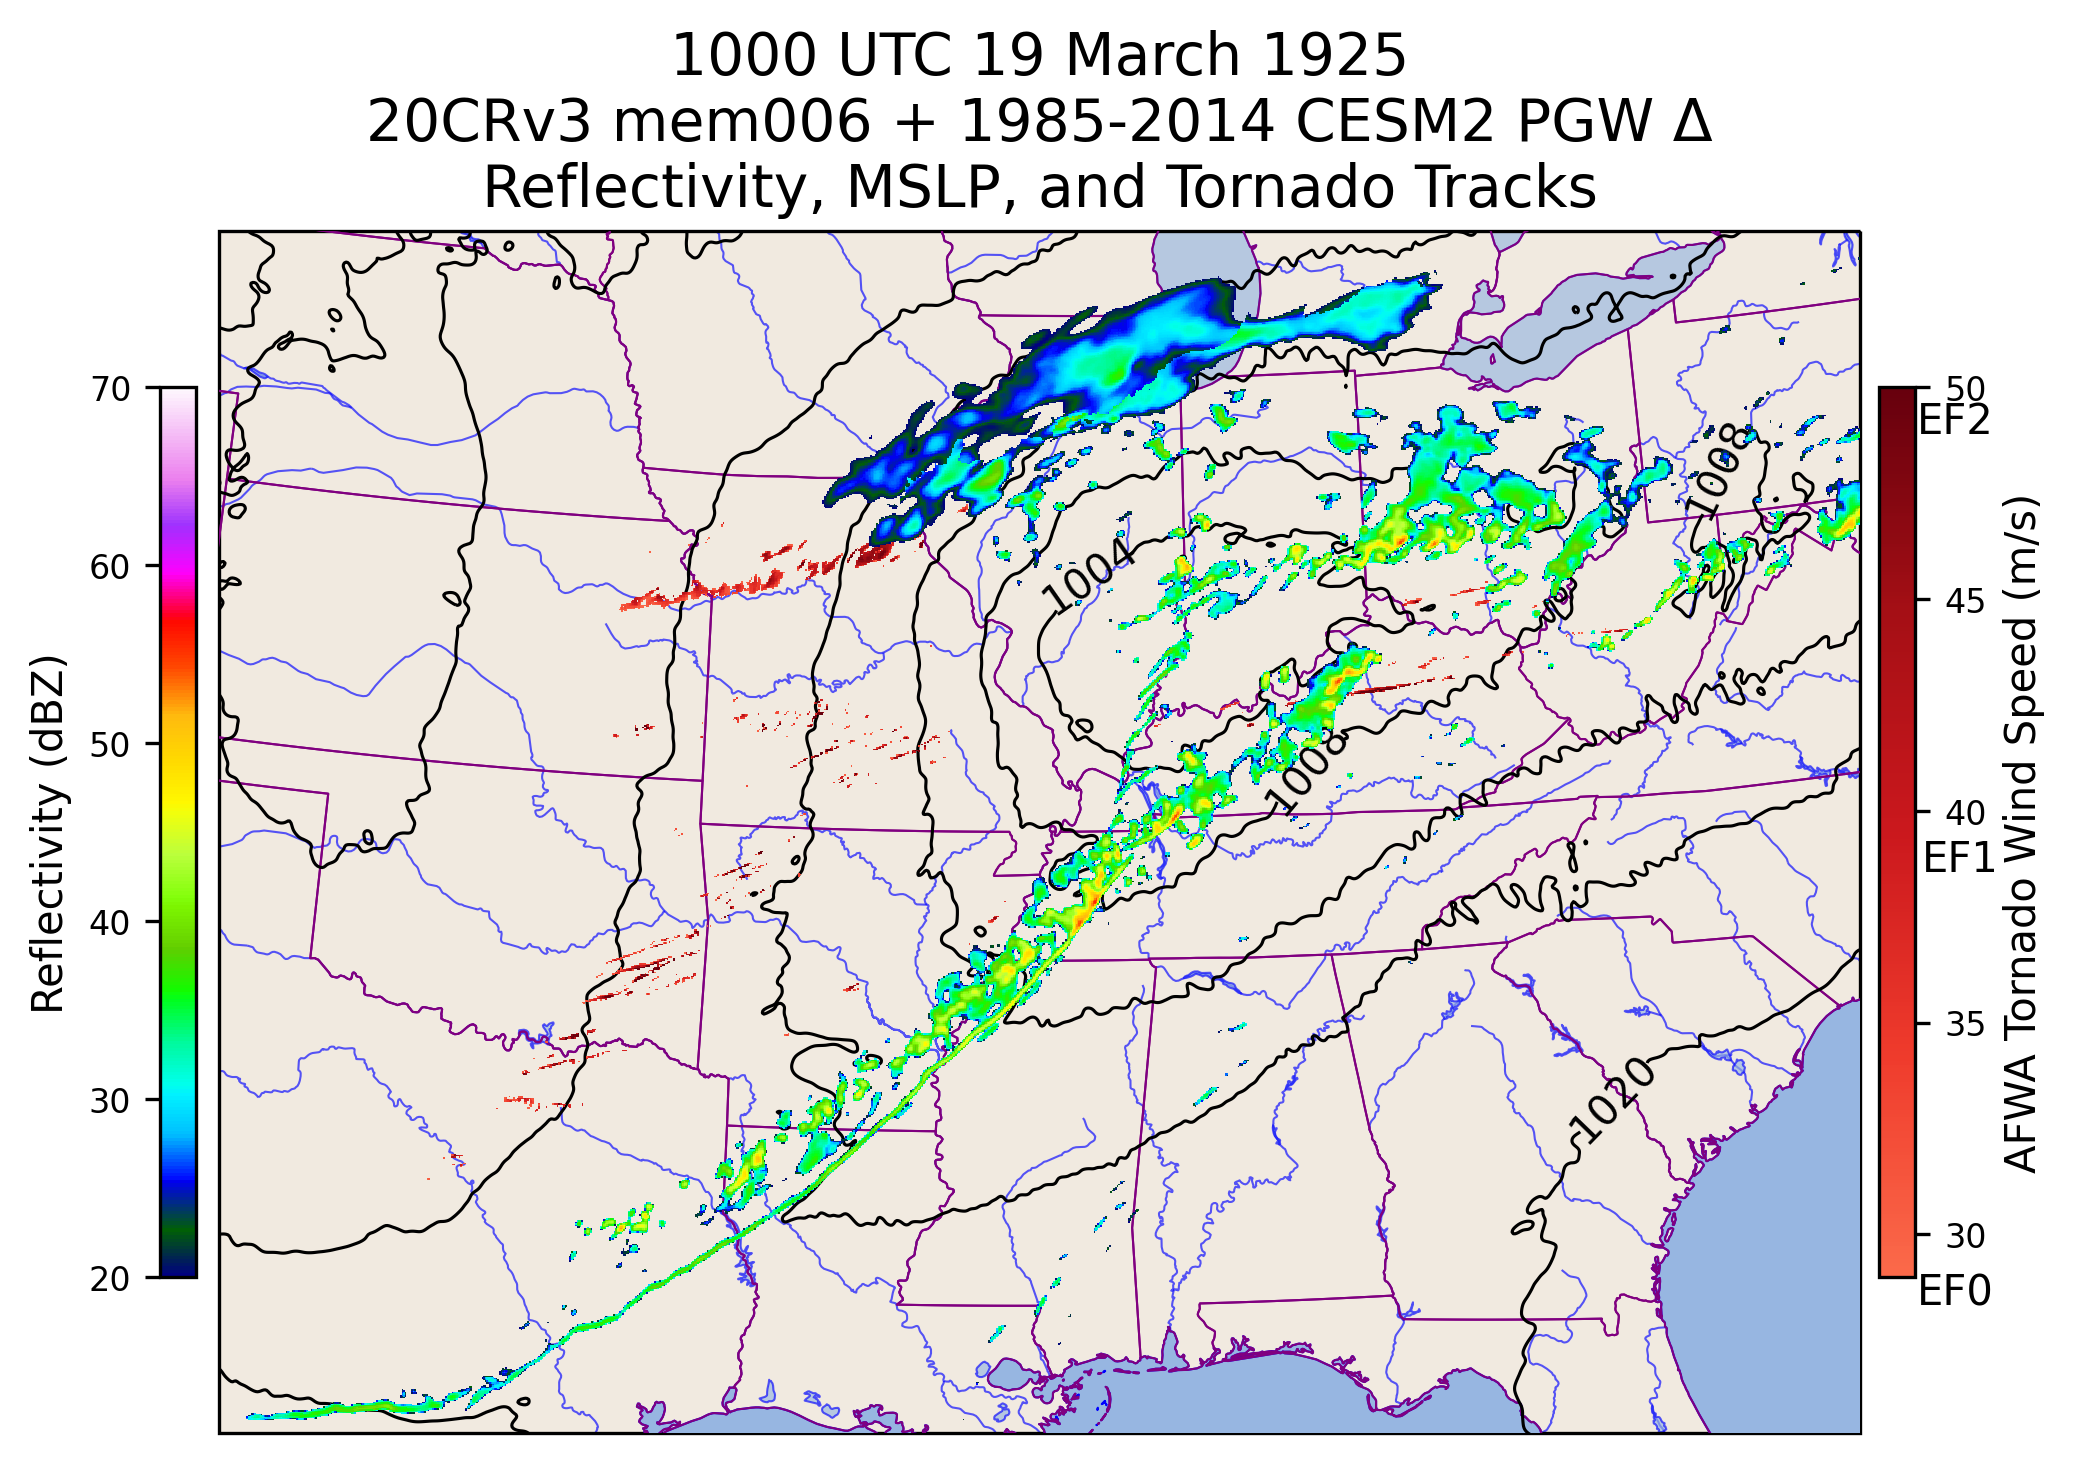 1000 UTC 19 March 1925
20CRv3 mem006 + 1985-2014 CESM2 PGW Δ
Reflectivity, MSLP, and Tornado Tracks
Reflectivity (dBZ)
70
60
50
40
30
20
1008
1004
1008
1020
50
EF2
45
40
EF1
35
30
EF0
AFWA Tornado Wind Speed (m/s)